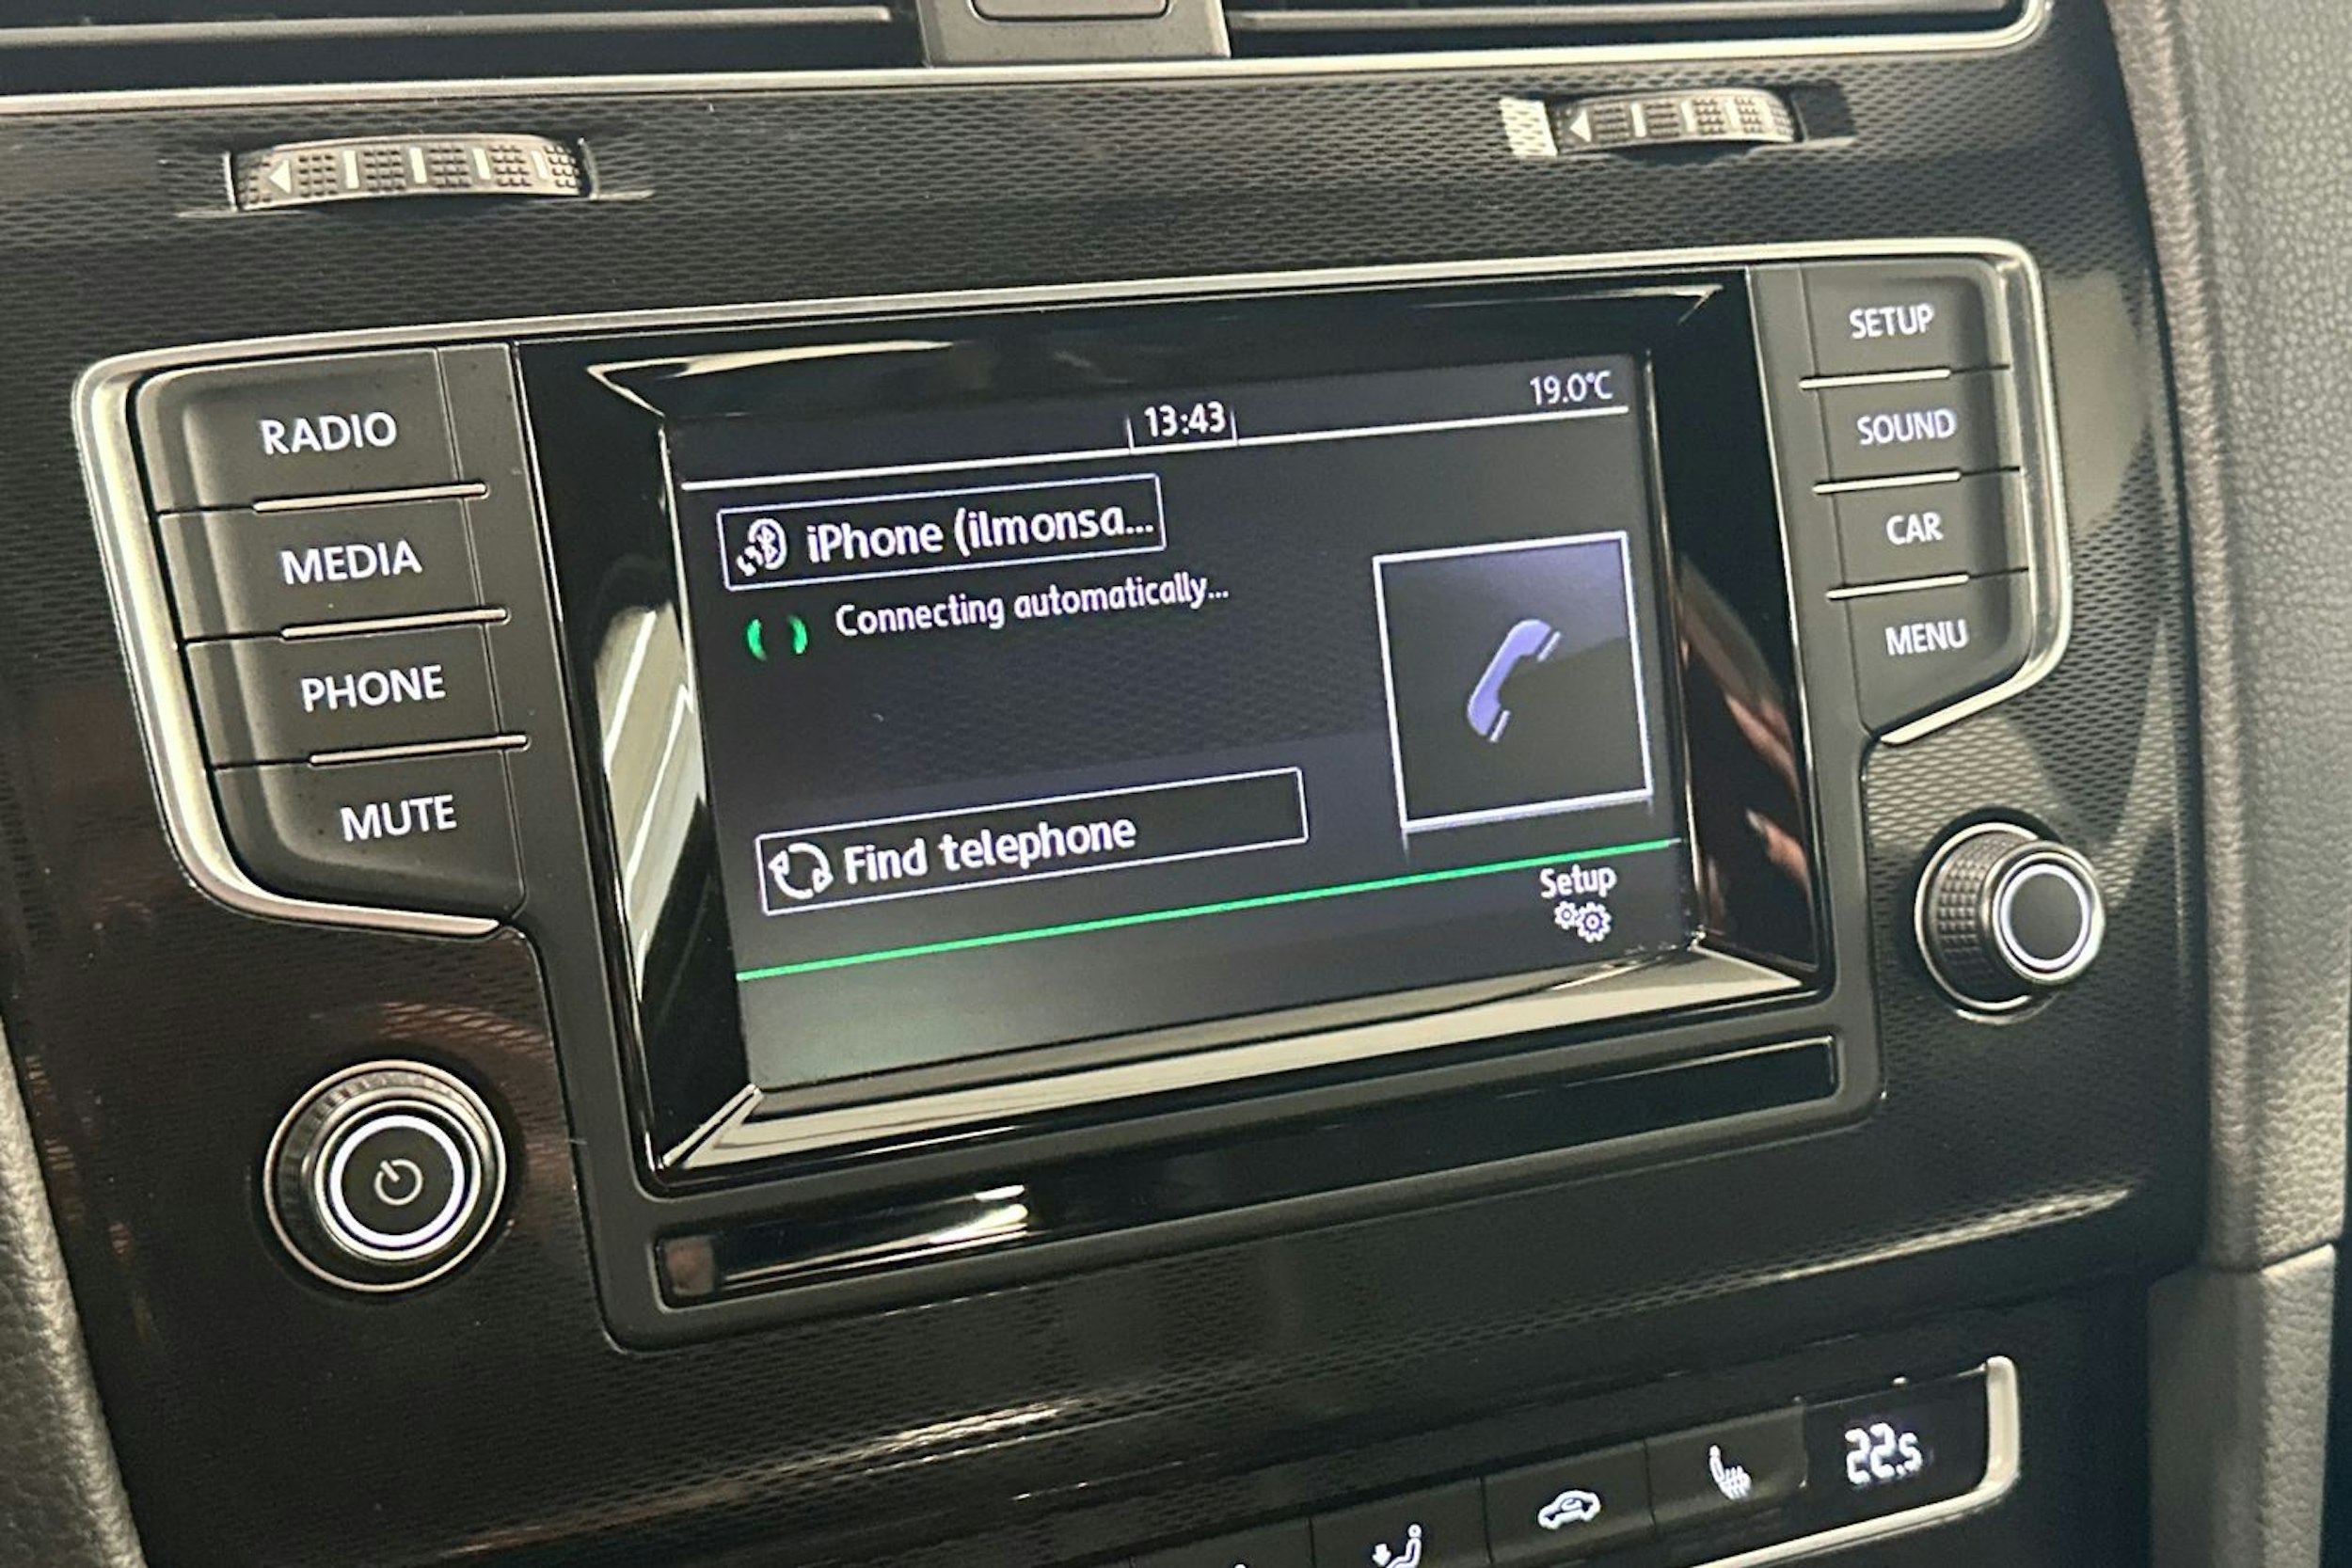 RADIO
MEDIA
PHONE
MUTE
13:43
19.0°C
iPhone (ilmonsa...
Connecting automatically...
Find telephone
Setup
SETUP
SOUND
CAR
MENU
22.5